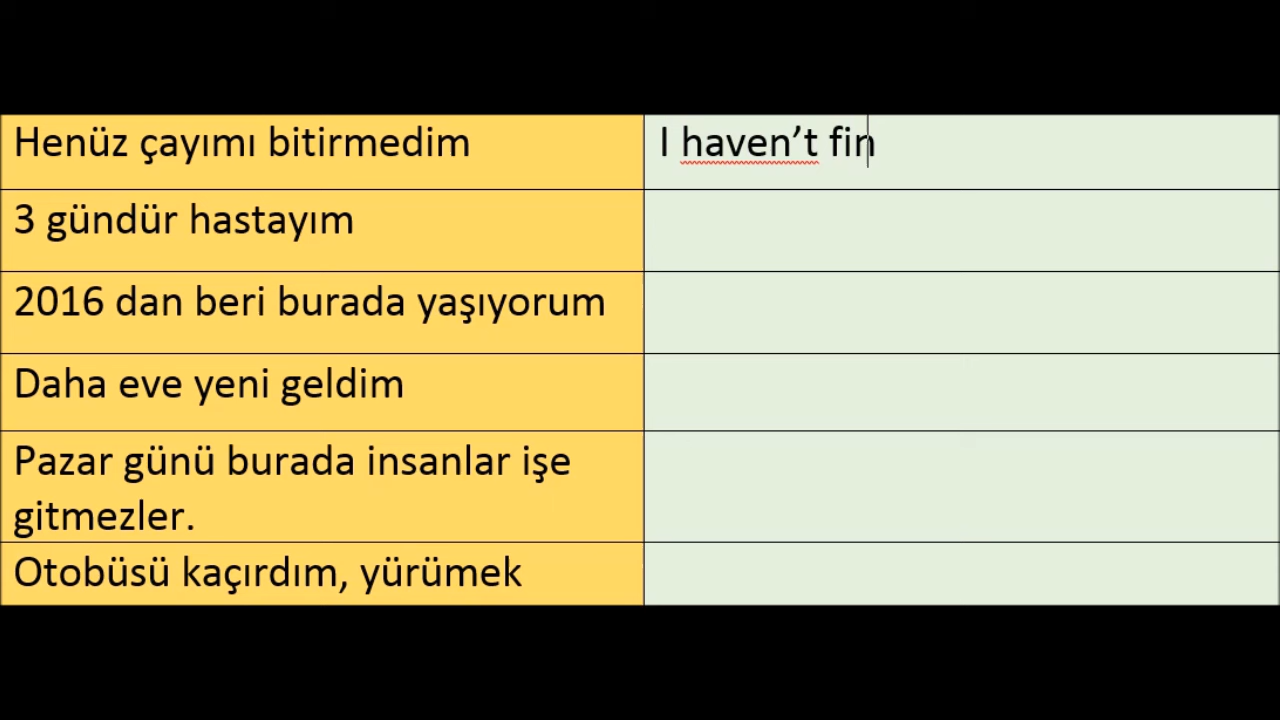 Henüz çayımı bitirmedim
I haven't fin
3 gündür hastayım
2016 dan beri burada yaşıyorum
Daha eve yeni geldim
Pazar günü burada insanlar işe
gitmezler.
Otobüsü kaçırdım, yürümek